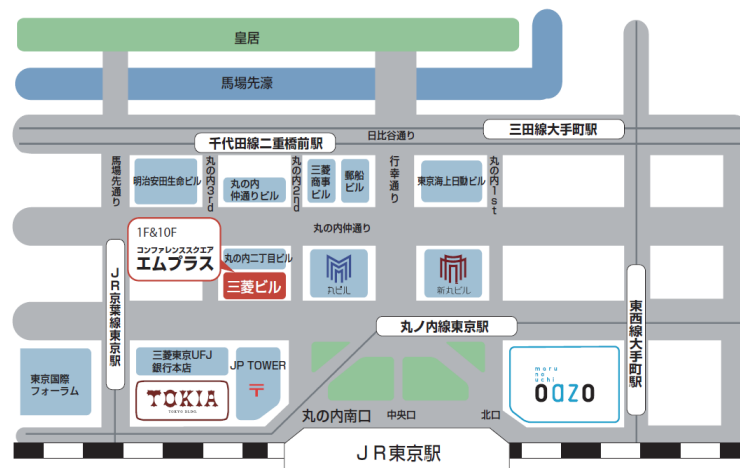 皇居
馬場先濠
三田線大手町駅
日比谷通り
千代田線二重橋前駅
馬場先通り
明治安田生命ビル
丸の内3rd
丸の内
仲通りビル
丸の内2nd
三菱
商事
ビル
郵船
ビル
行幸通り
東京海上日動ビル
丸の内1st
丸の内仲通り
1F&10F
コンファレンススクエア
エムプラス
丸の内二丁目ビル
三菱ビル
丸ビル
新丸ビル
JR京葉線東京駅
東西線大手町駅
丸ノ内線東京駅
東京国際
フォーラム
三菱東京UFJ
銀行本店
JP TOWER
TOKIA
TOKYO BLDG.
maru
no
uchi
oazo
丸の内南口
中央口
北口
JR東京駅